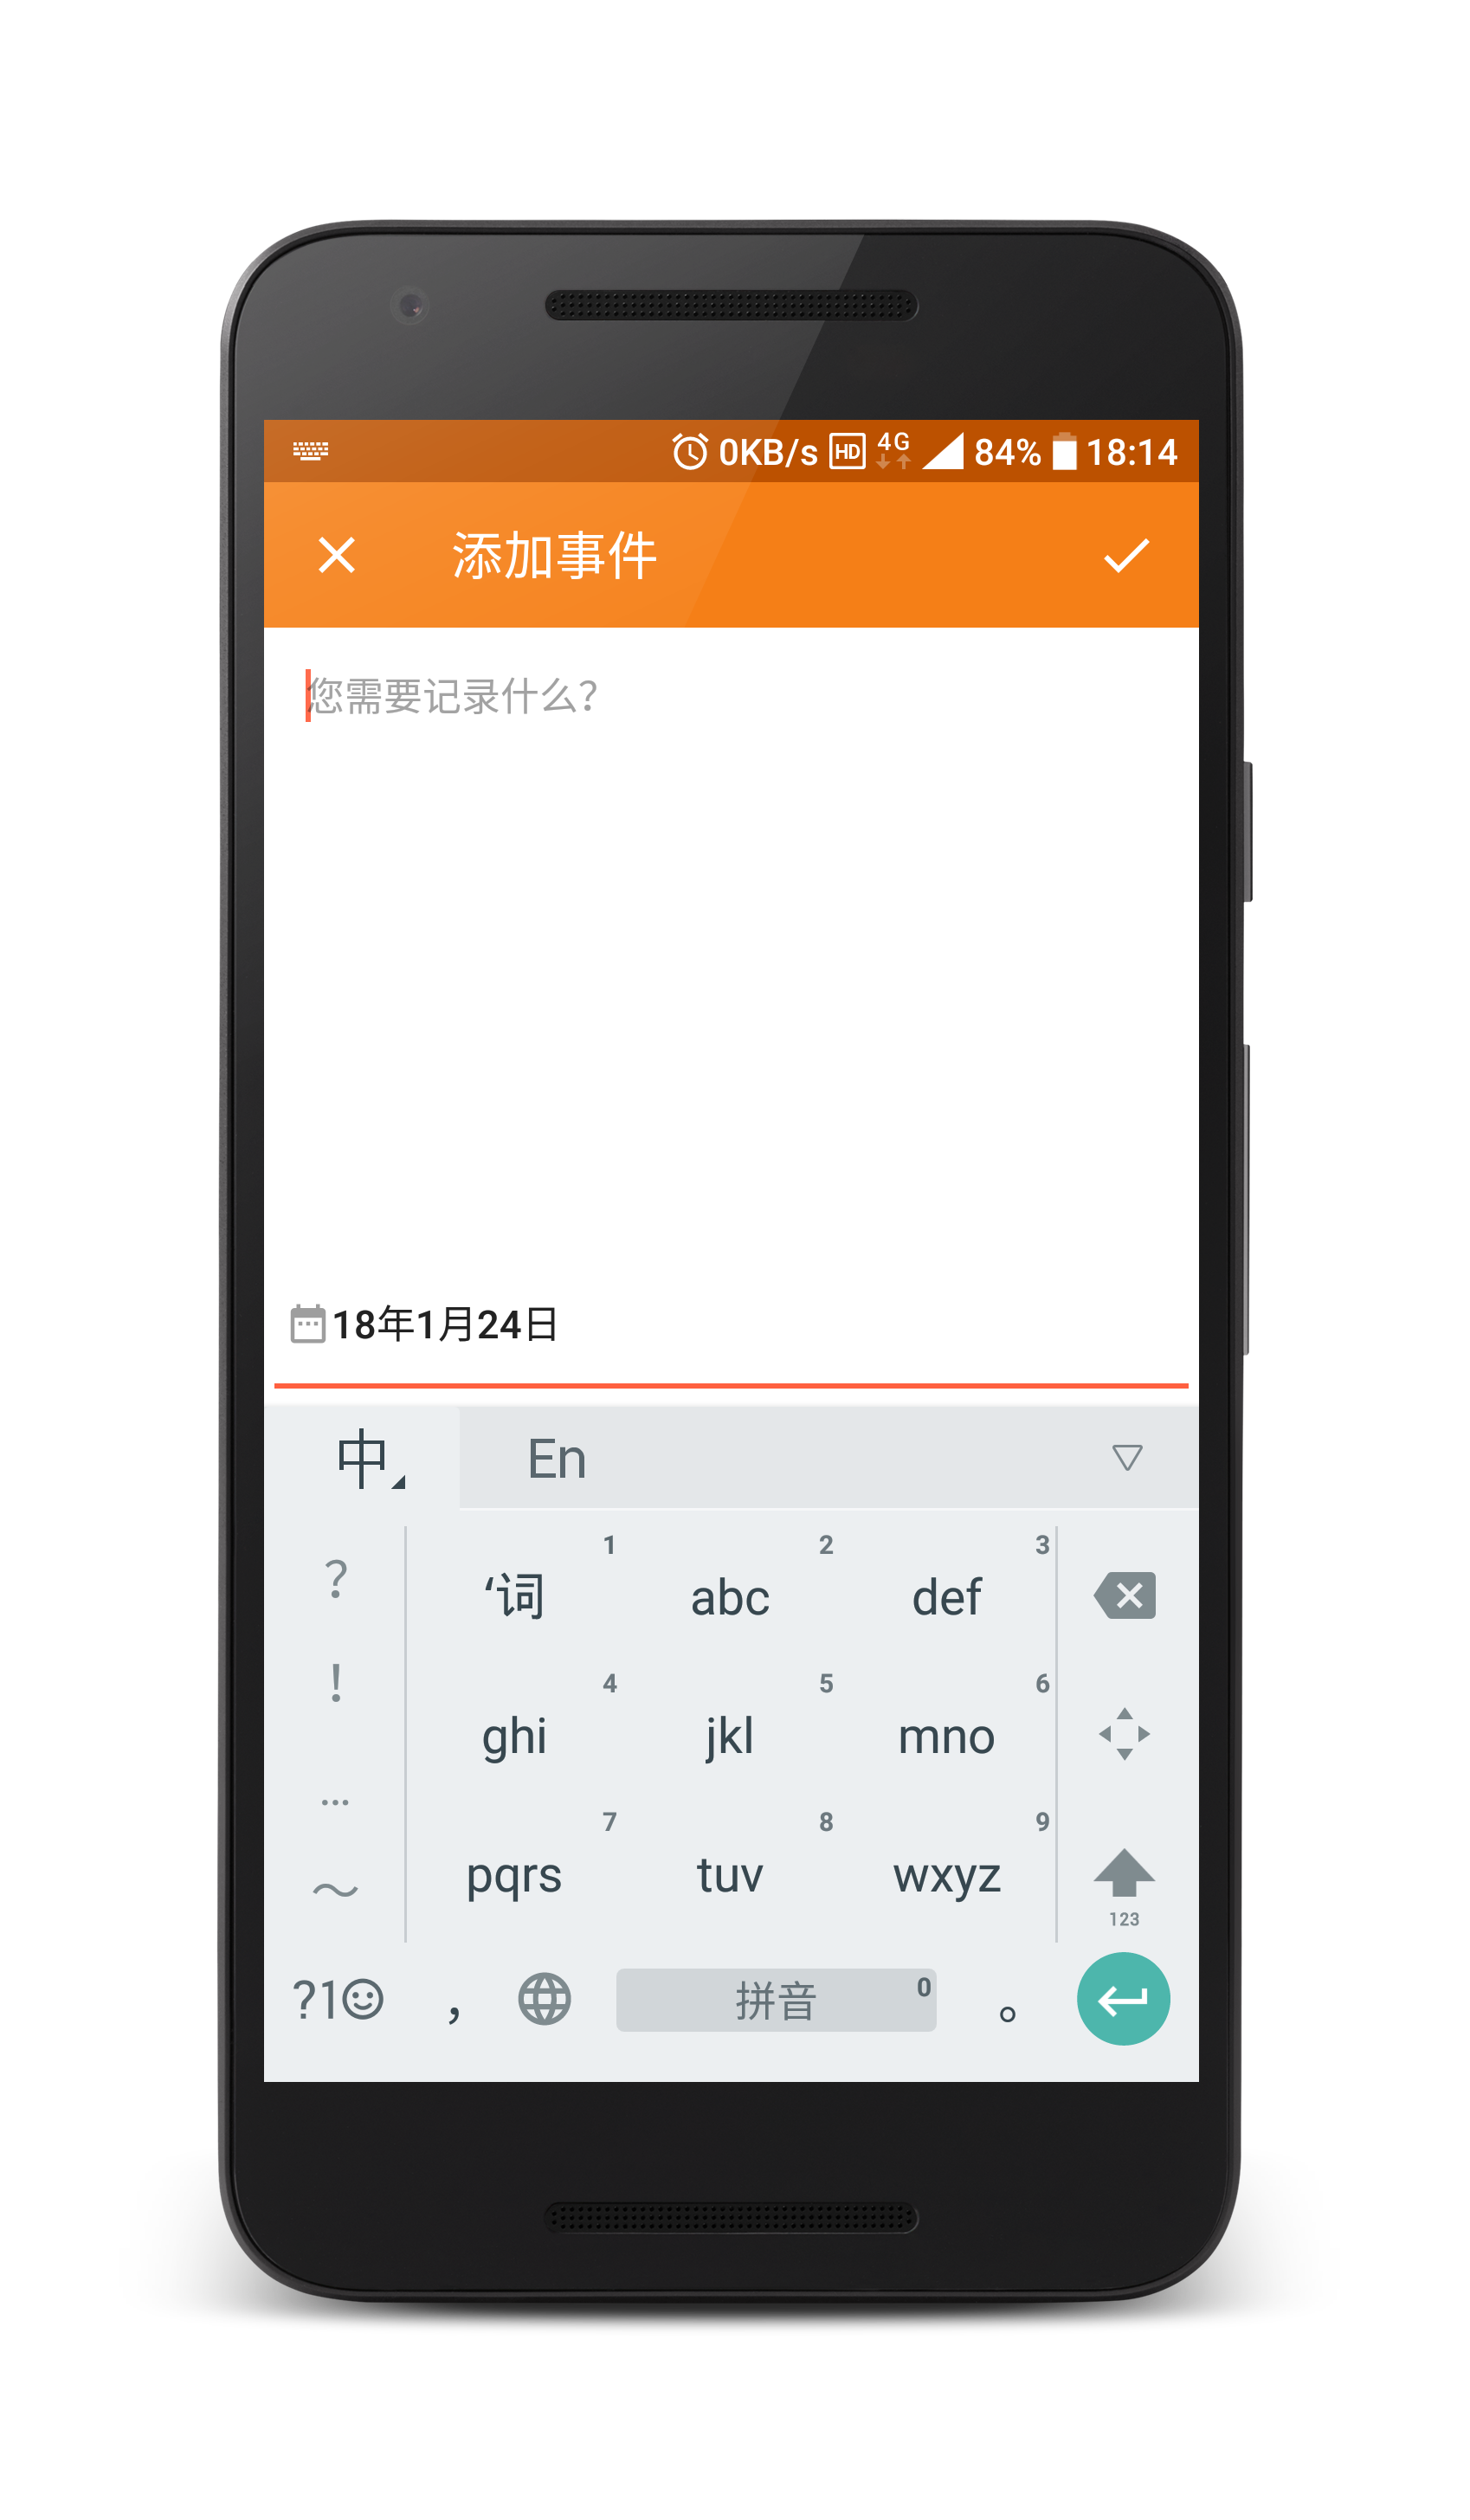 0KB/s HD 4G 84% 18:14
添加事件
您需要记录什么？
18年1月24日
中 En
？ ‘词 1 abc 2 def 3
！ ghi 4 jkl 5 mno 6
… pqrs 7 tuv 8 wxyz 9
～ 123
?1 ， 拼音 0 。